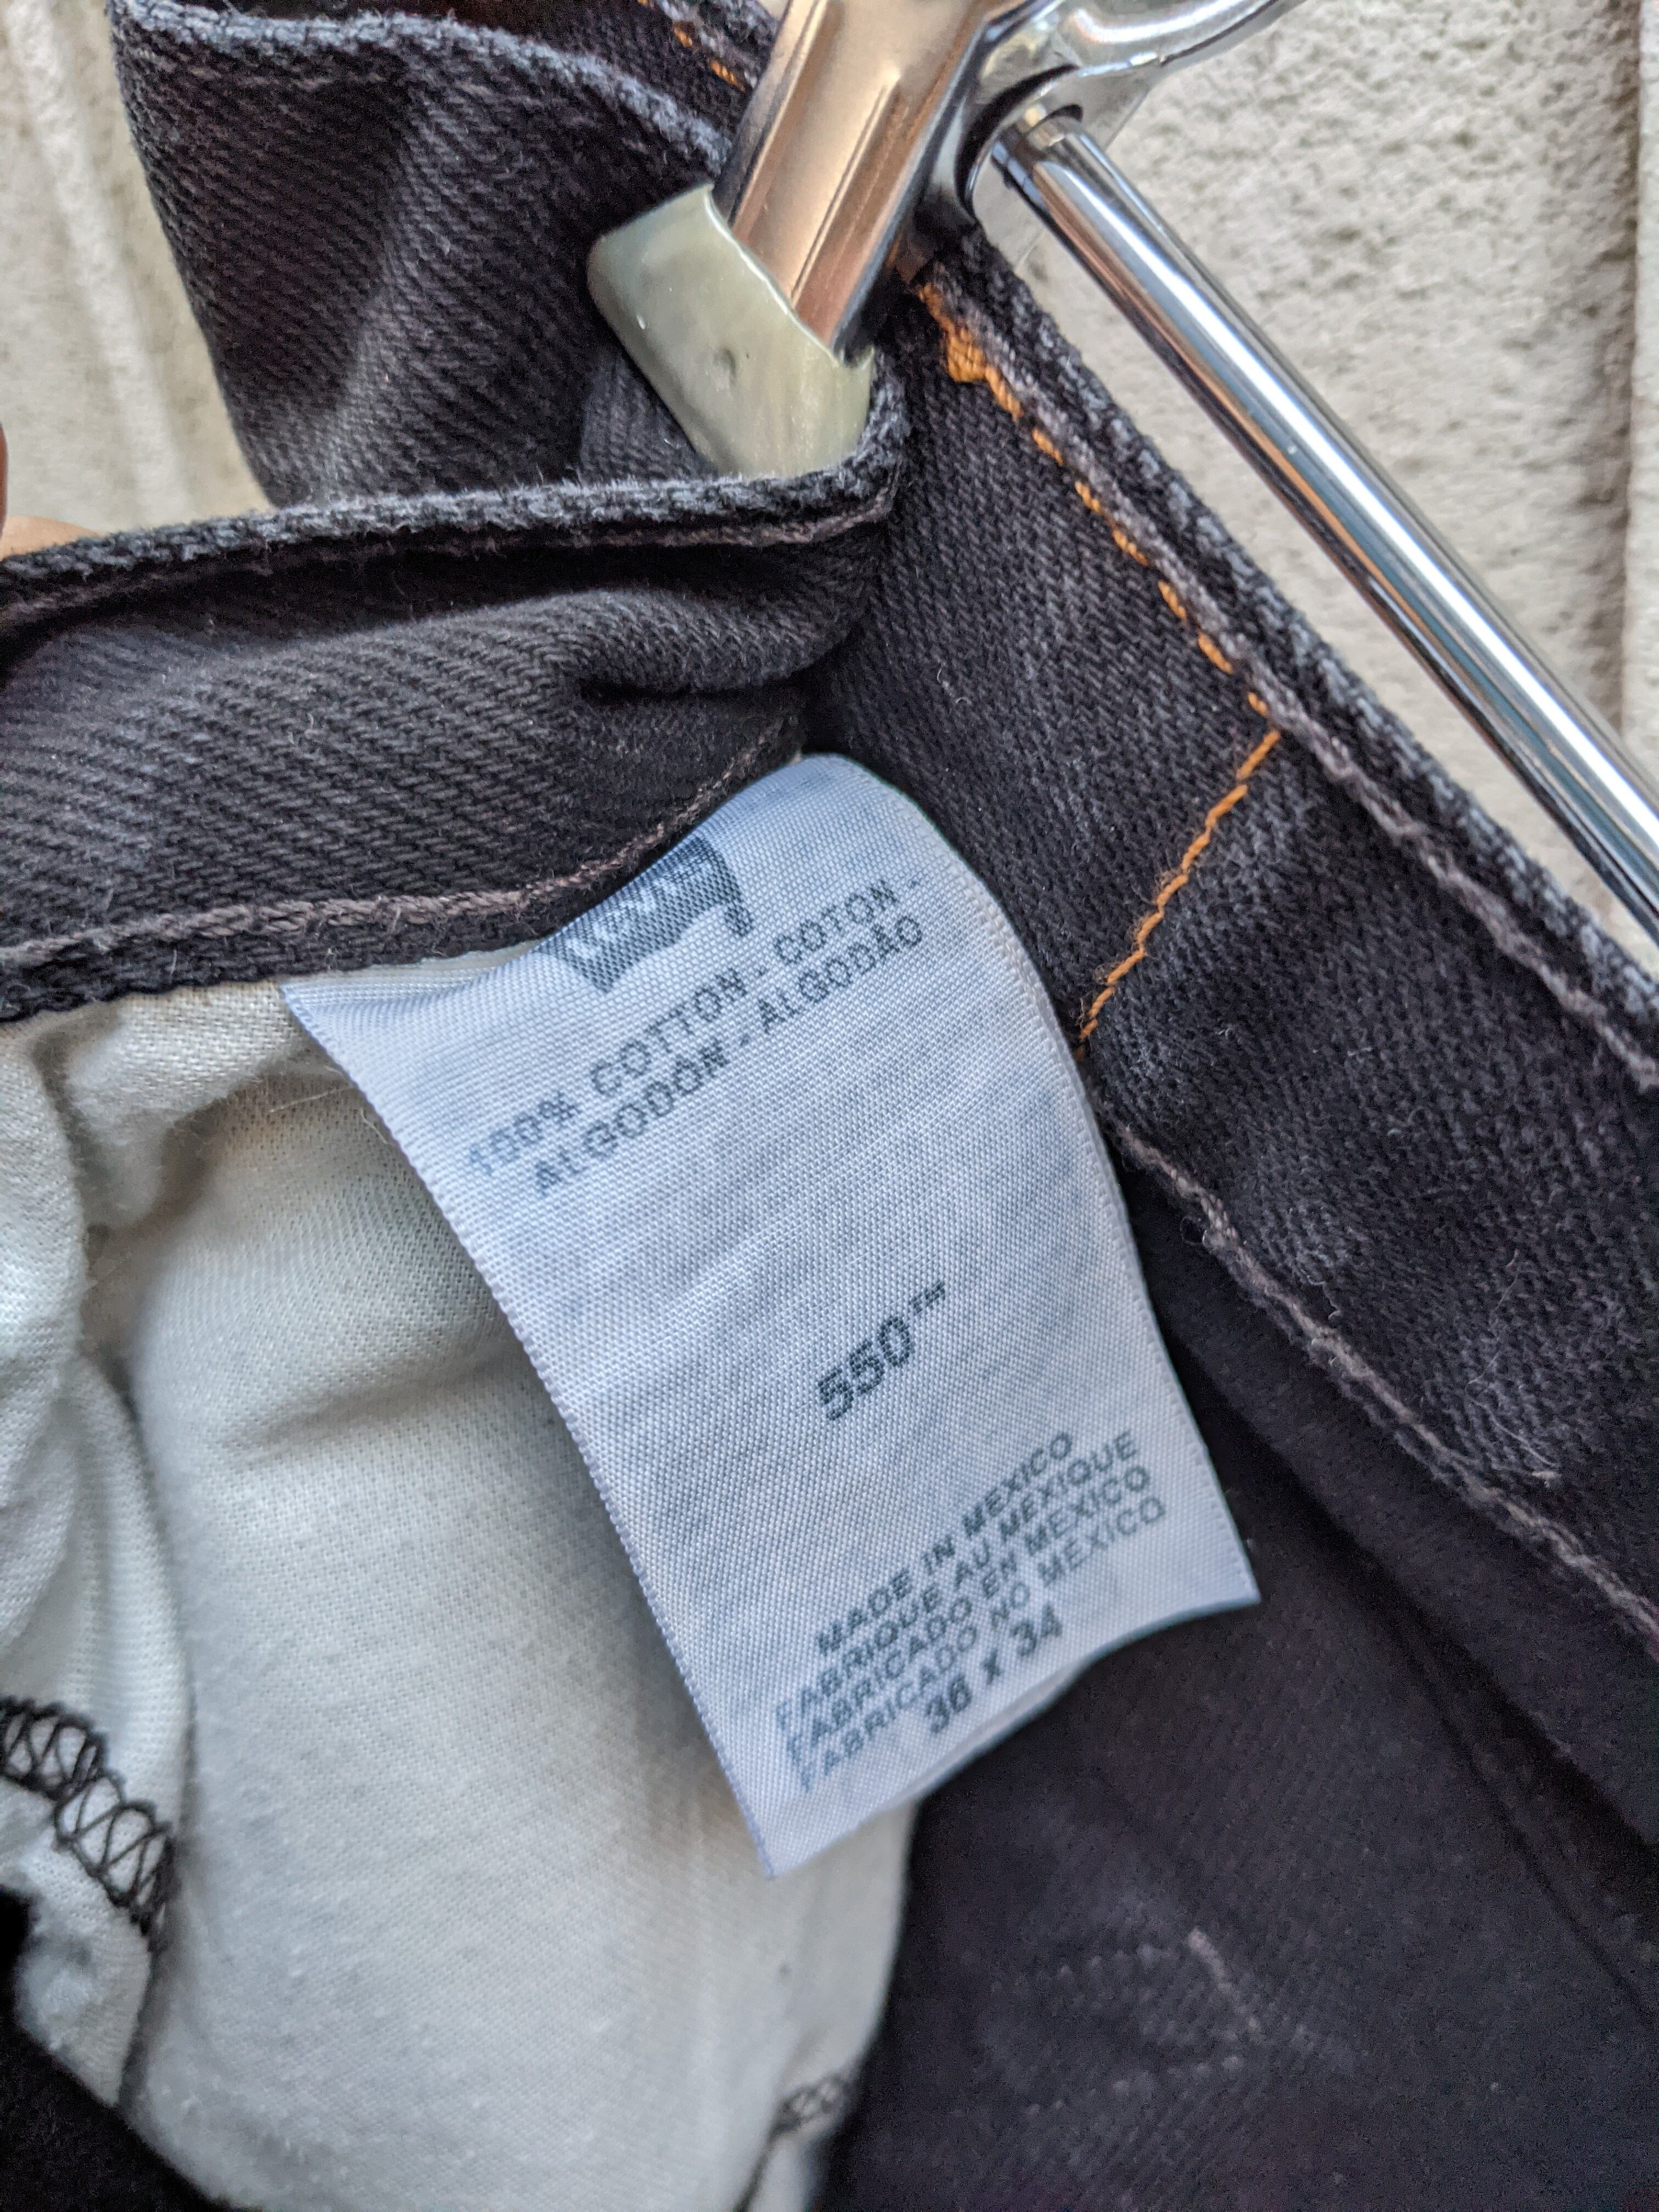 100% COTTON - COTON -
ALGODON - ALGODÃO
550™
MADE IN MEXICO
FABRIQUE AU MEXIQUE
FABRICADO EN MEXICO
FABRICADO NO MEXICO
36 X 34